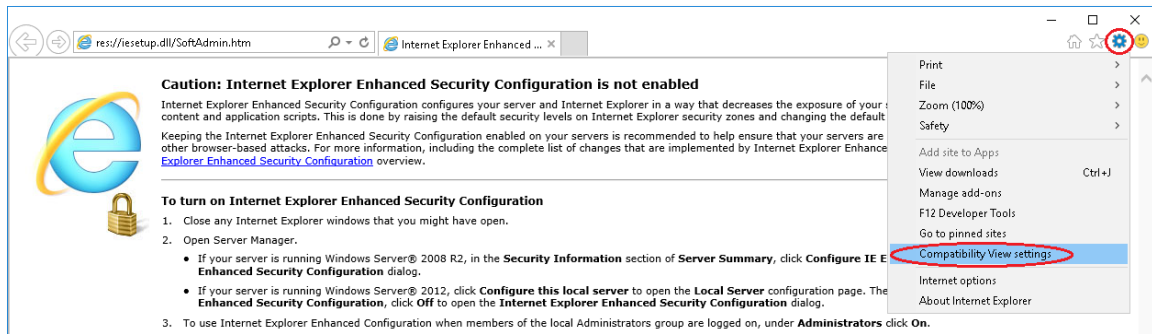 res://iesetup.dll/SoftAdmin.htm
Internet Explorer Enhanced ...
Caution: Internet Explorer Enhanced Security Configuration is not enabled
Internet Explorer Enhanced Security Configuration configures your server and Internet Explorer in a way that decreases the exposure of your
content and application scripts. This is done by raising the default security levels on Internet Explorer security zones and changing the default
Keeping the Internet Explorer Enhanced Security Configuration enabled on your servers is recommended to help ensure that your servers are
other browser-based attacks. For more information, including the complete list of changes that are implemented by Internet Explorer Enhance
Explorer Enhanced Security Configuration overview.
To turn on Internet Explorer Enhanced Security Configuration
1. Close any Internet Explorer windows that you might have open.
2. Open Server Manager.
• If your server is running Windows Server® 2008 R2, in the Security Information section of Server Summary, click Configure IE E
Enhanced Security Configuration dialog.
• If your server is running Windows Server® 2012, click Configure this local server to open the Local Server configuration page. The
Enhanced Security Configuration, click Off to open the Internet Explorer Enhanced Security Configuration dialog.
3. To use Internet Explorer Enhanced Configuration when members of the local Administrators group are logged on, under Administrators click On.
Print
File
Zoom (100%)
Safety
Add site to Apps
View downloads Ctrl+J
Manage add-ons
F12 Developer Tools
Go to pinned sites
Compatibility View settings
Internet options
About Internet Explorer